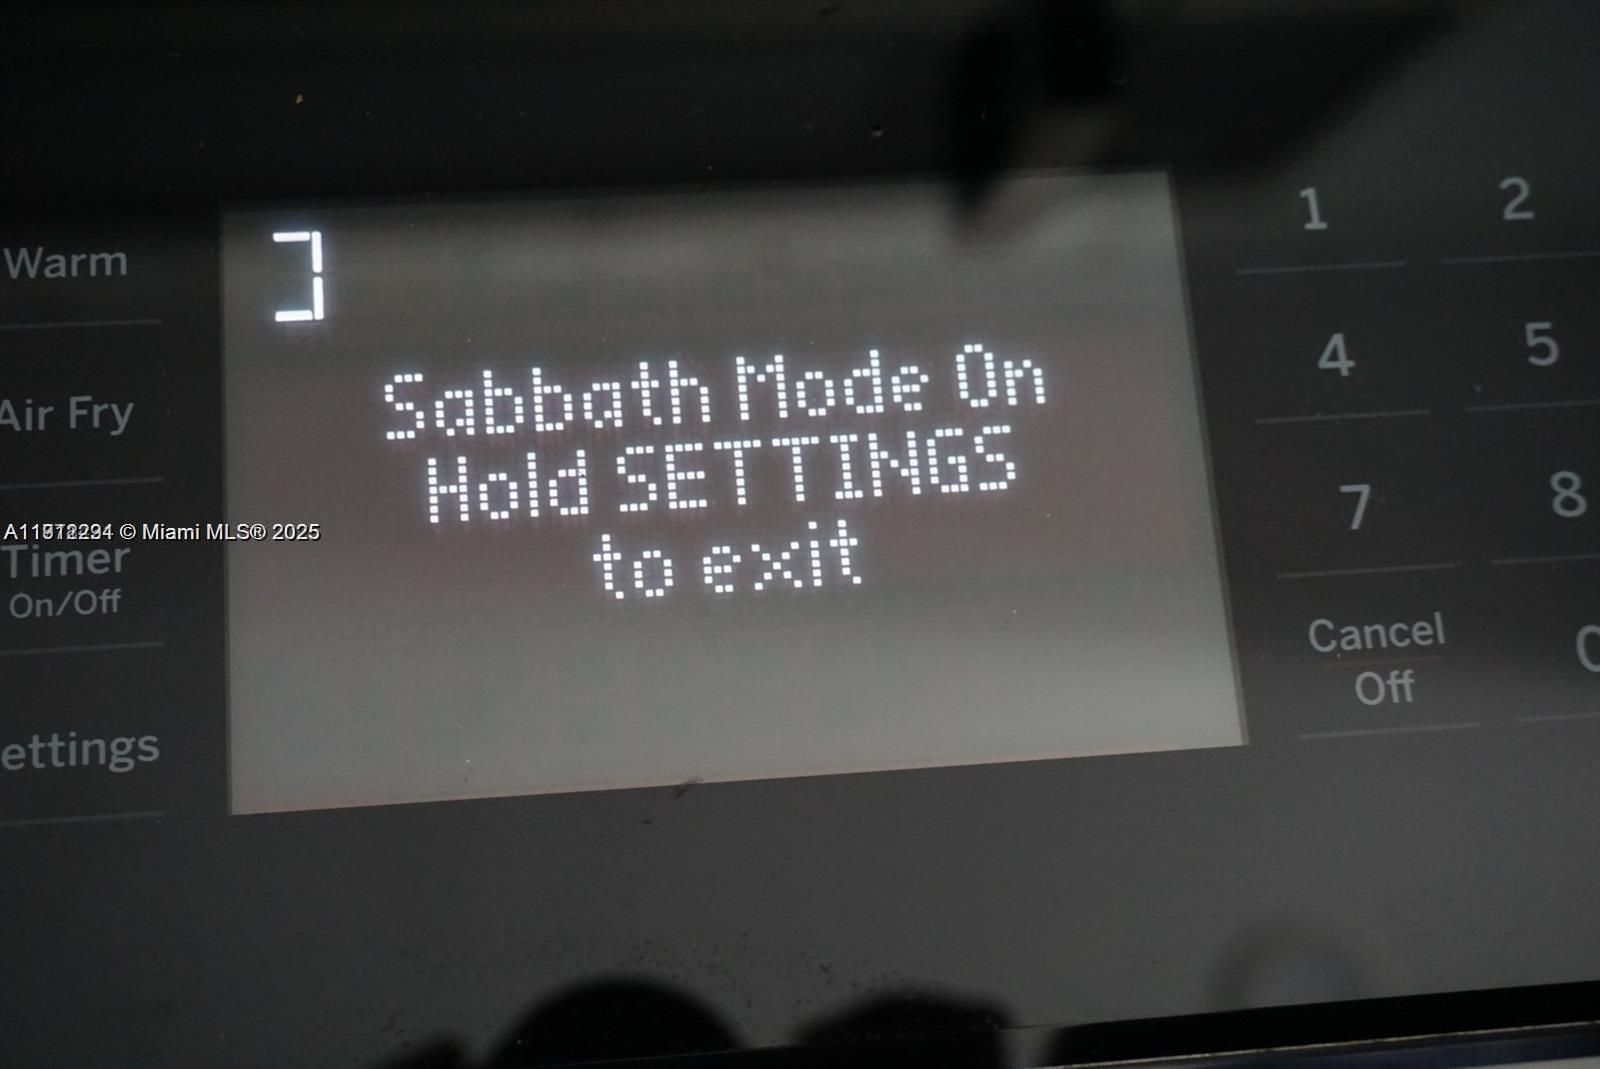 Warm
Air Fry
Timer
On/Off
ettings
Sabbath Mode On
Hold SETTINGS
to exit
1 2
4 5
7 8
Cancel
Off
0
© Miami MLS® 2025